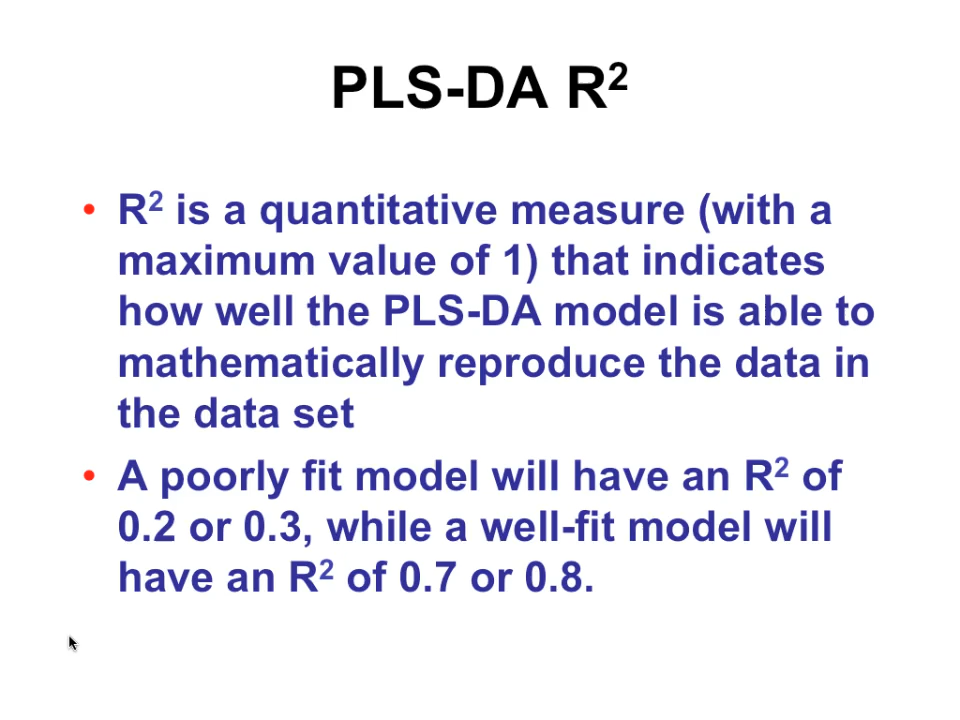 PLS-DA R²
• R² is a quantitative measure (with a
maximum value of 1) that indicates
how well the PLS-DA model is able to
mathematically reproduce the data in
the data set
• A poorly fit model will have an R² of
0.2 or 0.3, while a well-fit model will
have an R² of 0.7 or 0.8.